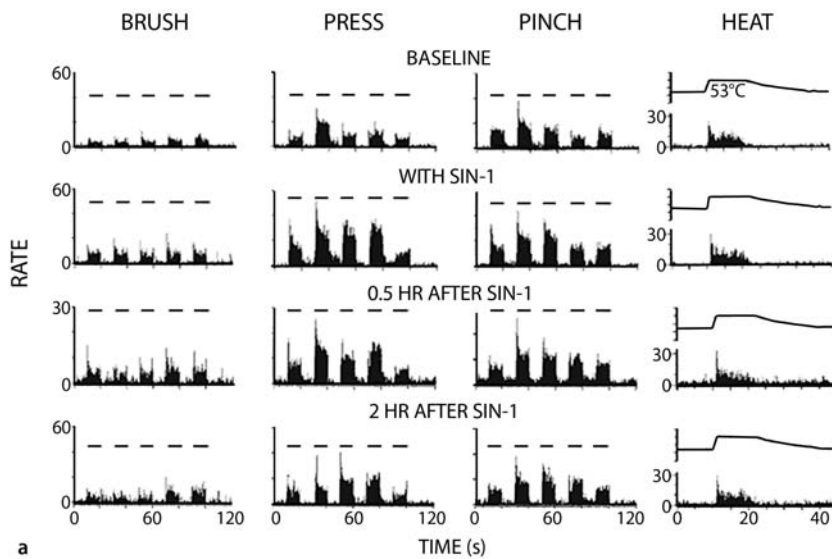 BRUSH PRESS PINCH HEAT
BASELINE
60
0
53°C
30
0
WITH SIN-1
60
0
30
0
RATE
0.5 HR AFTER SIN-1
30
0
30
0
2 HR AFTER SIN-1
60
0
30
0
0 60 120 0 60 120 0 60 120 0 20 40
a TIME (s)